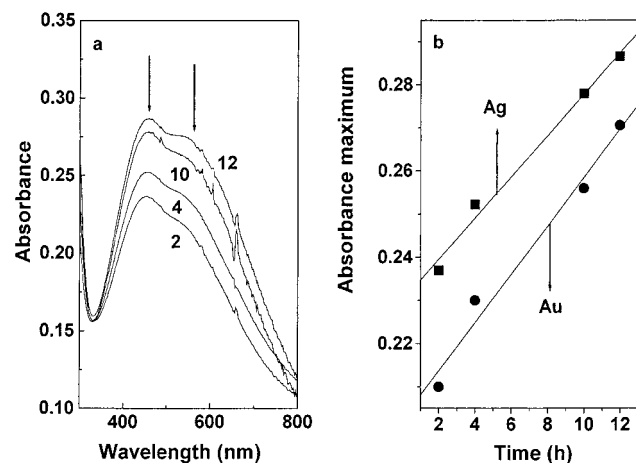 a
0.35
0.30
0.25
0.20
0.15
0.10
Absorbance
12
10
4
2
400
600
800
Wavelength (nm)
b
0.28
0.26
0.24
0.22
Absorbance maximum
Ag
Au
2
4
6
8
10
12
Time (h)